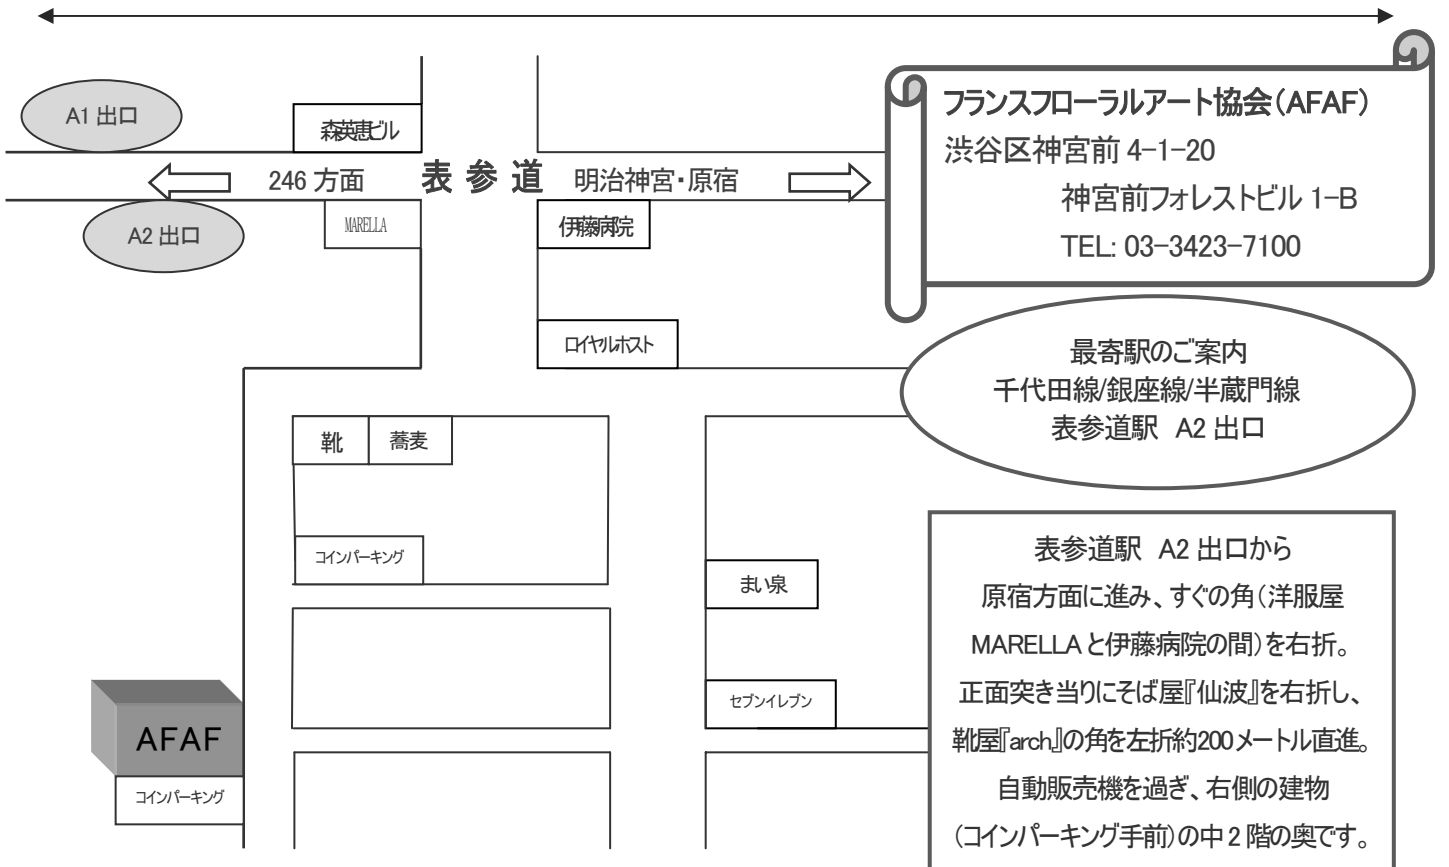 A1 出口
森英恵ビル
246 方面
表 参 道
明治神宮・原宿
A2 出口
MARELLA
伊藤病院
ロイヤルホスト
靴
蕎麦
コインパーキング
まい泉
セブンイレブン
AFAF
コインパーキング
フランスフローラルアート協会(AFAF)
渋谷区神宮前 4-1-20
神宮前フォレストビル 1-B
TEL: 03-3423-7100
最寄駅のご案内
千代田線/銀座線/半蔵門線
表参道駅 A2 出口
表参道駅 A2 出口から
原宿方面に進み、すぐの角(洋服屋
MARELLAと伊藤病院の間)を右折。
正面突き当りにそば屋『仙波』を右折し、
靴屋『arch』の角を左折約200メートル直進。
自動販売機を過ぎ、右側の建物
(コインパーキング手前)の中2階の奥です。